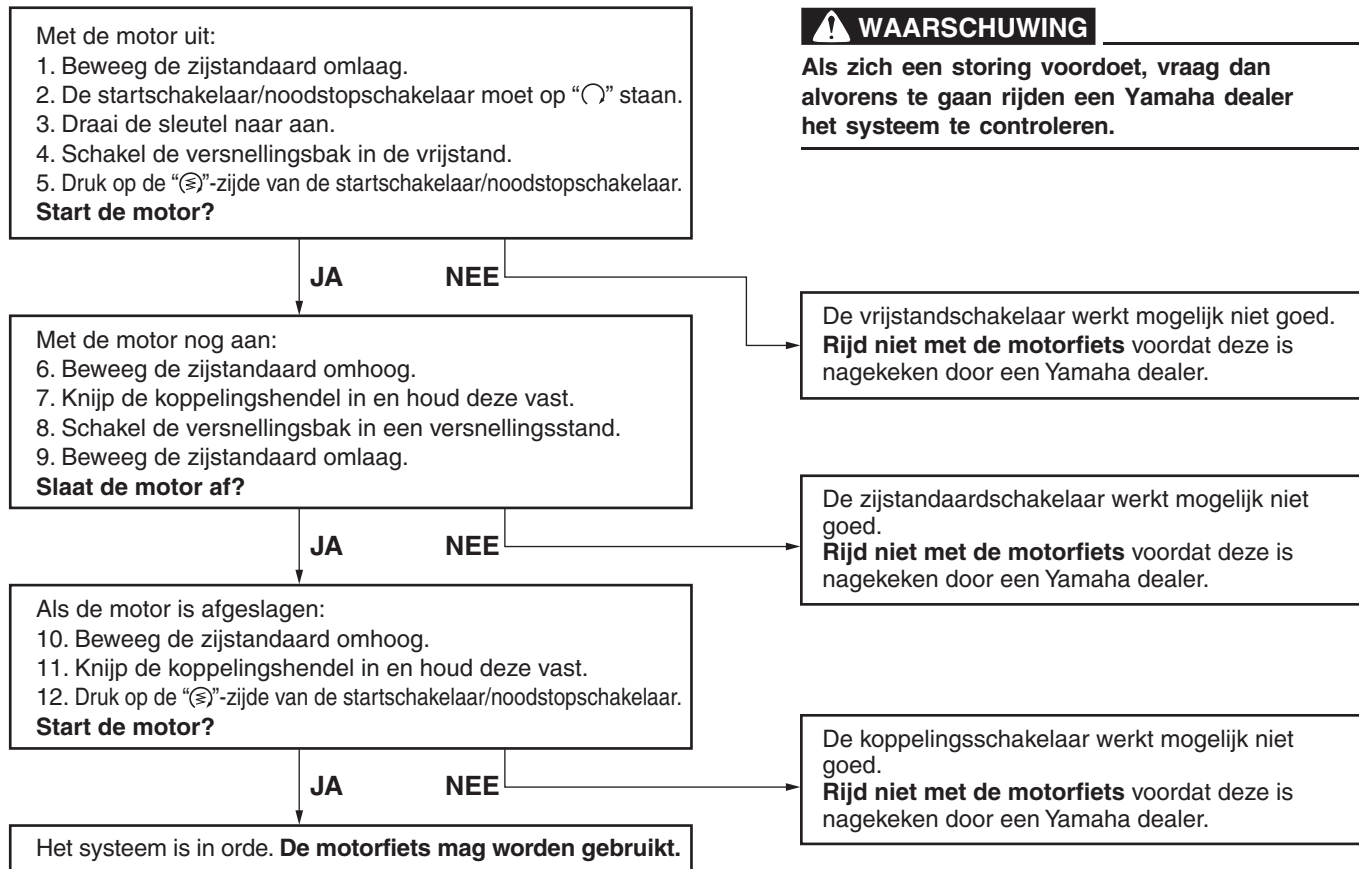 Met de motor uit:
1. Beweeg de zijstandaard omlaag.
2. De startschakelaar/noodstopschakelaar moet op “○” staan.
3. Draai de sleutel naar aan.
4. Schakel de versnellingsbak in de vrijstand.
5. Druk op de “”-zijde van de startschakelaar/noodstopschakelaar.
Start de motor?
WAARSCHUWING
Als zich een storing voordoet, vraag dan
alvorens te gaan rijden een Yamaha dealer
het systeem te controleren.
JA NEE
De vrijstandschakelaar werkt mogelijk niet goed.
Rijd niet met de motorfiets voordat deze is
nagekeken door een Yamaha dealer.
Met de motor nog aan:
6. Beweeg de zijstandaard omhoog.
7. Knijp de koppelingshendel in en houd deze vast.
8. Schakel de versnellingsbak in een versnellingsstand.
9. Beweeg de zijstandaard omlaag.
Slaat de motor af?
JA NEE
De zijstandaardschakelaar werkt mogelijk niet
goed.
Rijd niet met de motorfiets voordat deze is
nagekeken door een Yamaha dealer.
Als de motor is afgeslagen:
10. Beweeg de zijstandaard omhoog.
11. Knijp de koppelingshendel in en houd deze vast.
12. Druk op de “”-zijde van de startschakelaar/noodstopschakelaar.
Start de motor?
JA NEE
De koppelingsschakelaar werkt mogelijk niet
goed.
Rijd niet met de motorfiets voordat deze is
nagekeken door een Yamaha dealer.
Het systeem is in orde. De motorfiets mag worden gebruikt.